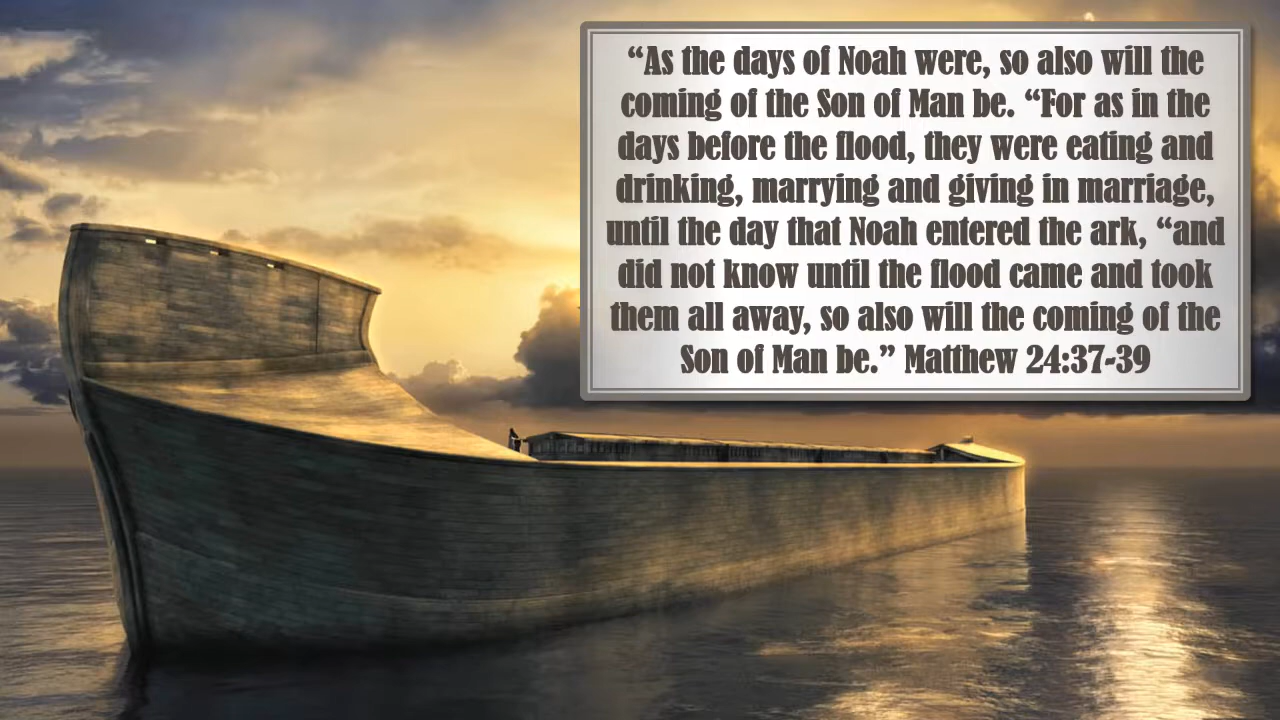 “As the days of Noah were, so also will the
coming of the Son of Man be. “For as in the
days before the flood, they were eating and
drinking, marrying and giving in marriage,
until the day that Noah entered the ark, “and
did not know until the flood came and took
them all away, so also will the coming of the
Son of Man be.” Matthew 24:37-39